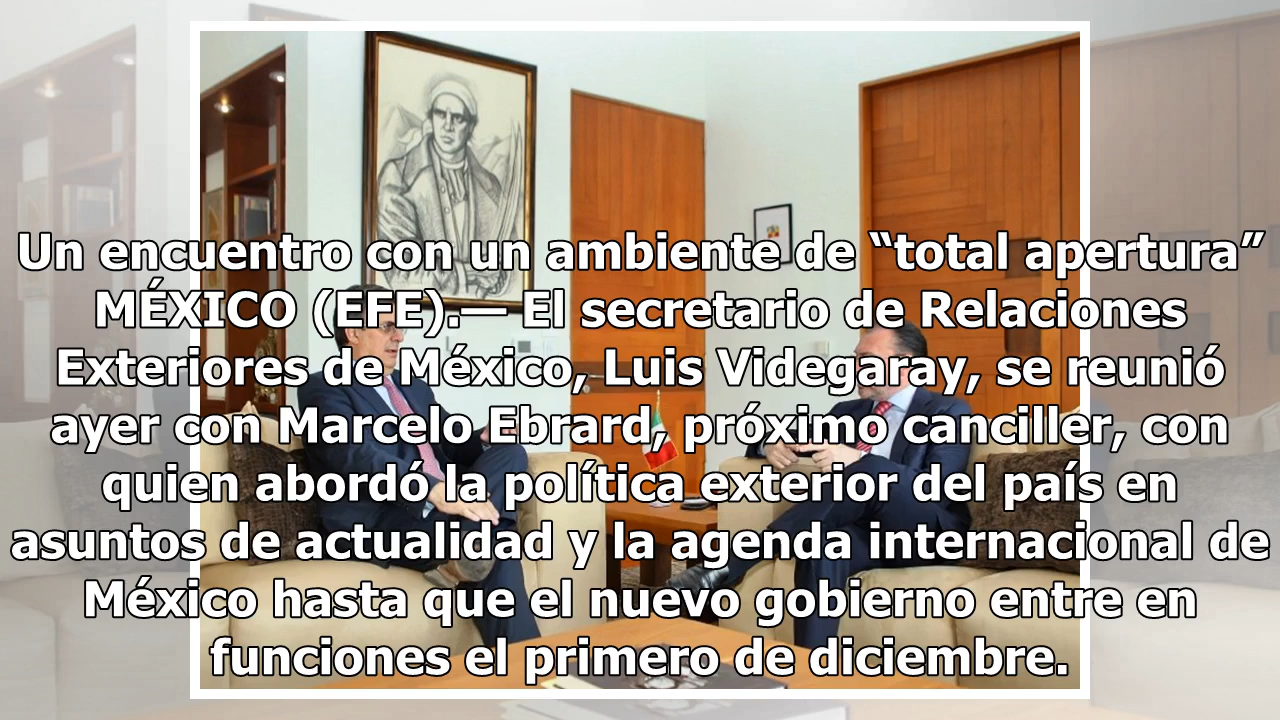 Un encuentro con un ambiente de “total apertura”
MÉXICO (EFE).— El secretario de Relaciones
Exteriores de México, Luis Videgaray, se reunió
ayer con Marcelo Ebrard, próximo canciller, con
quien abordó la política exterior del país en
asuntos de actualidad y la agenda internacional de
México hasta que el nuevo gobierno entre en
funciones el primero de diciembre.